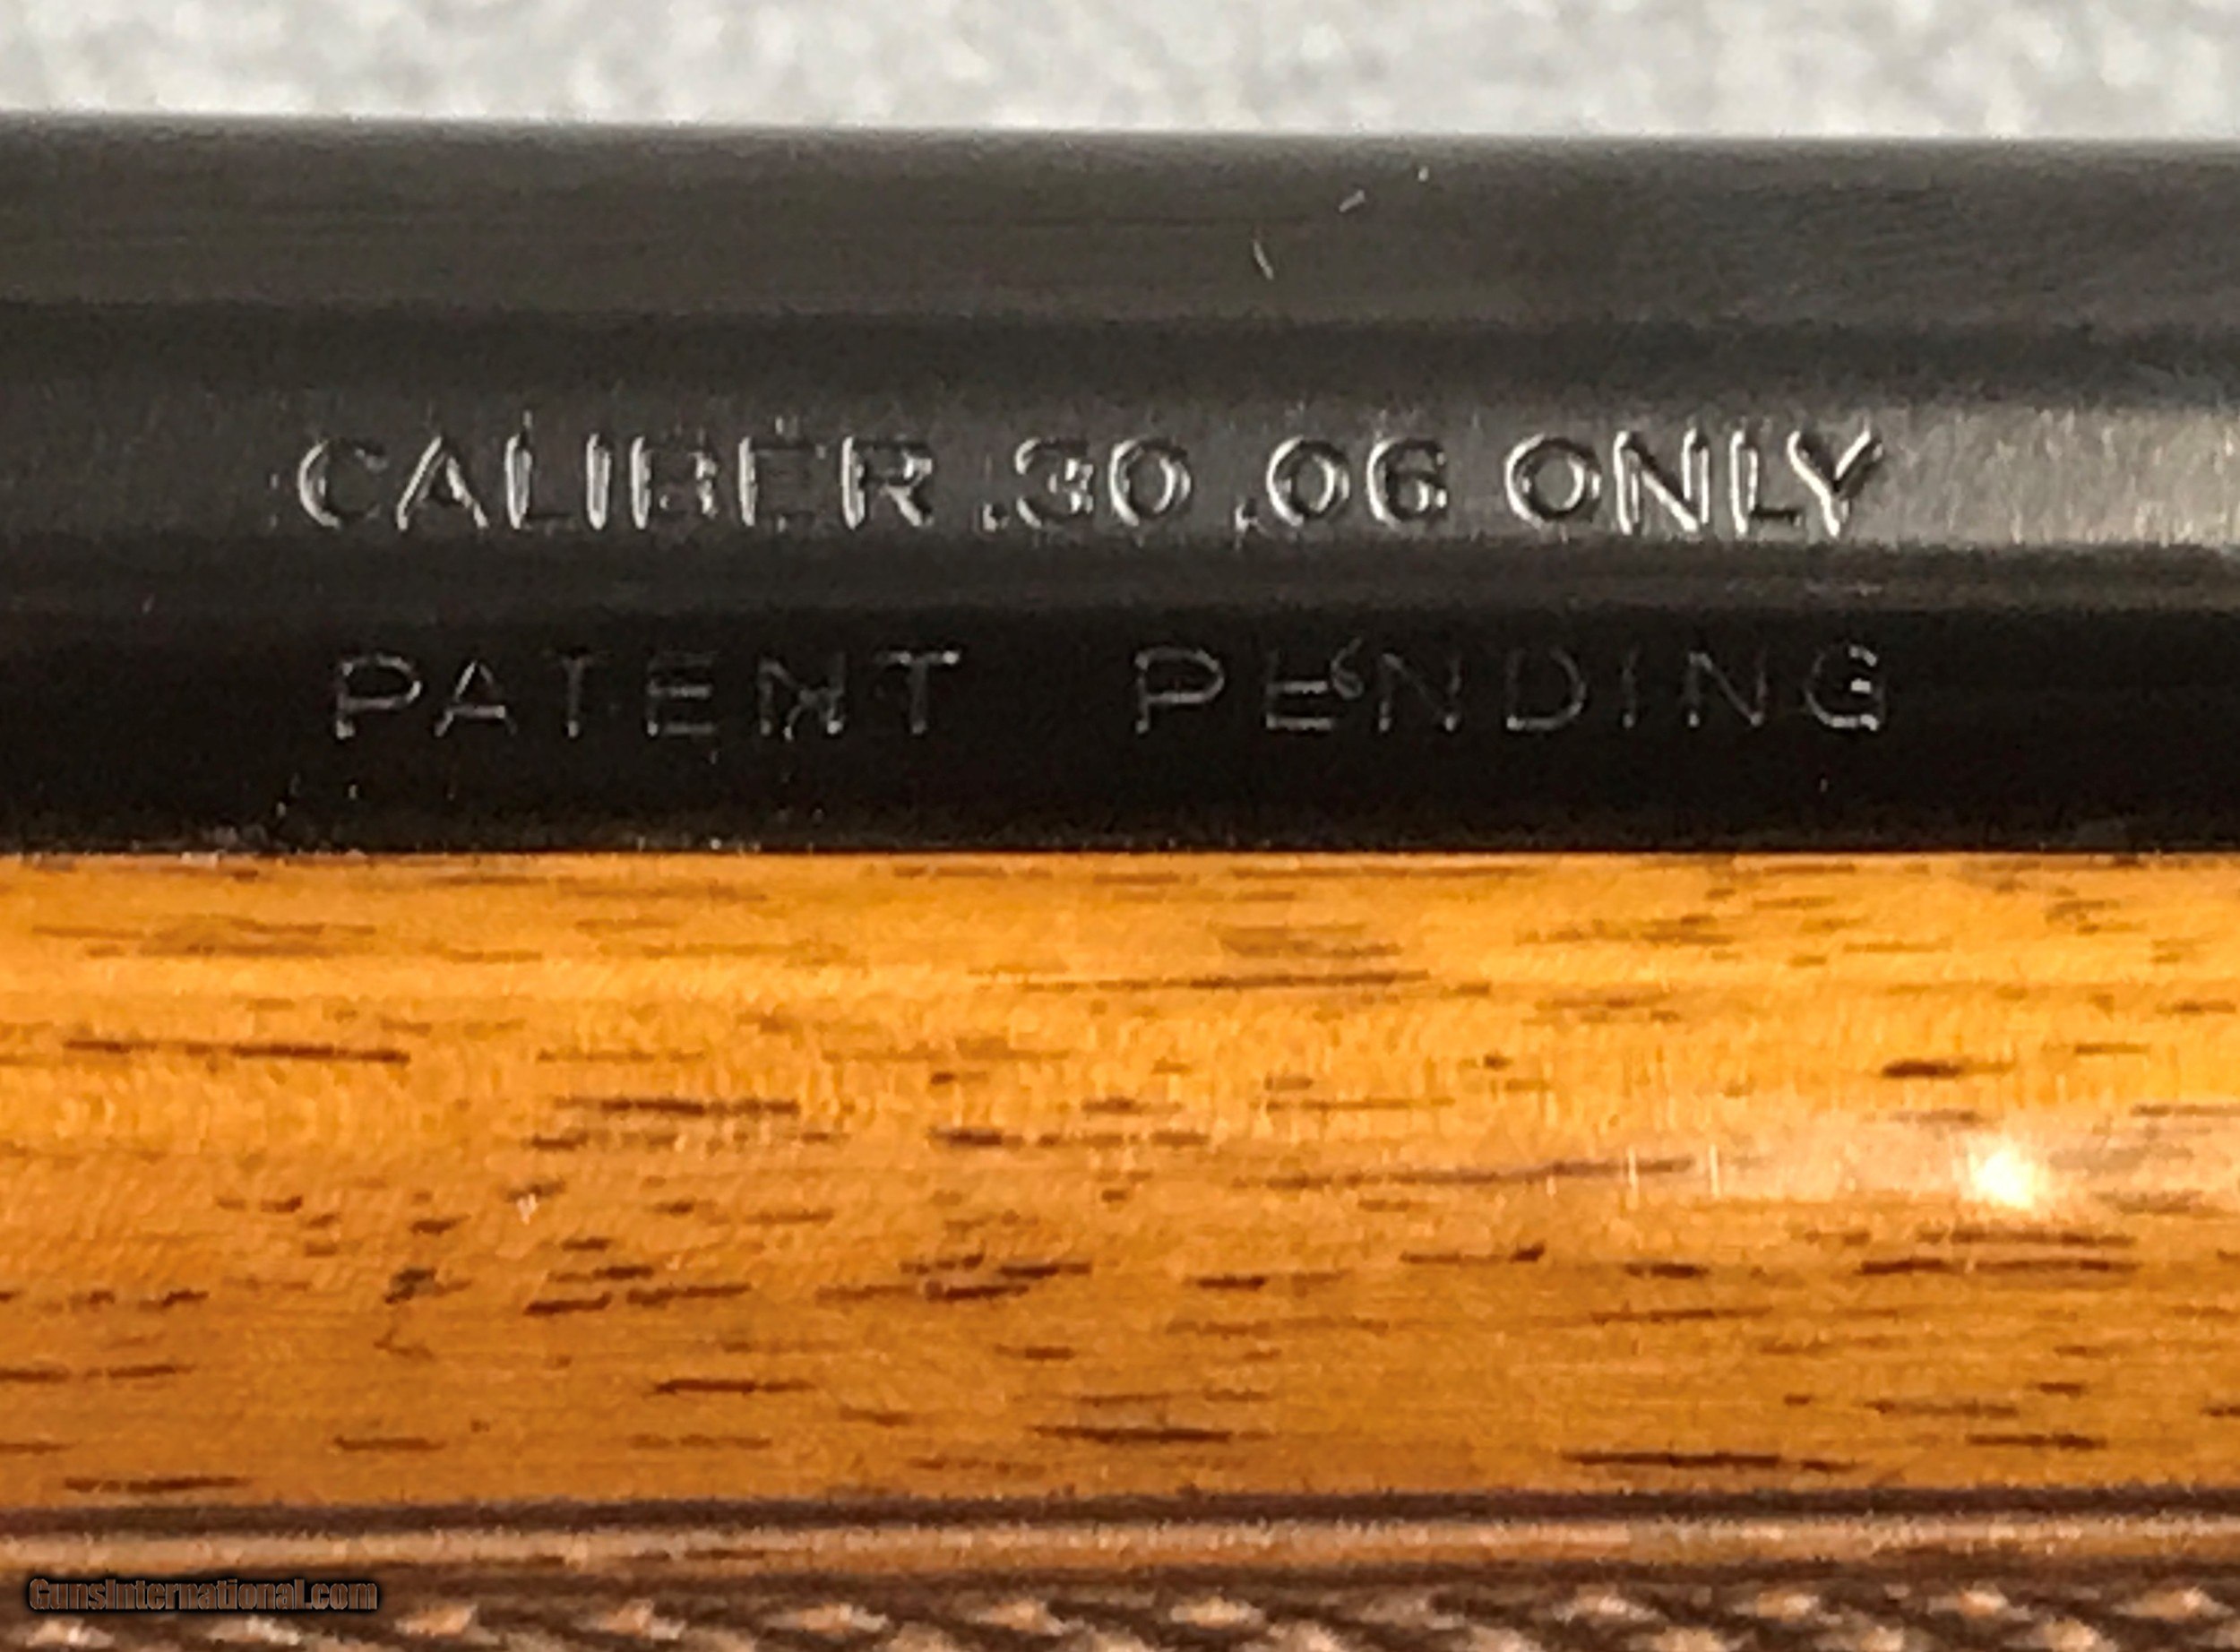 CALIBER .30 .06 ONLY
PATENT PENDING
GunsInternational.com